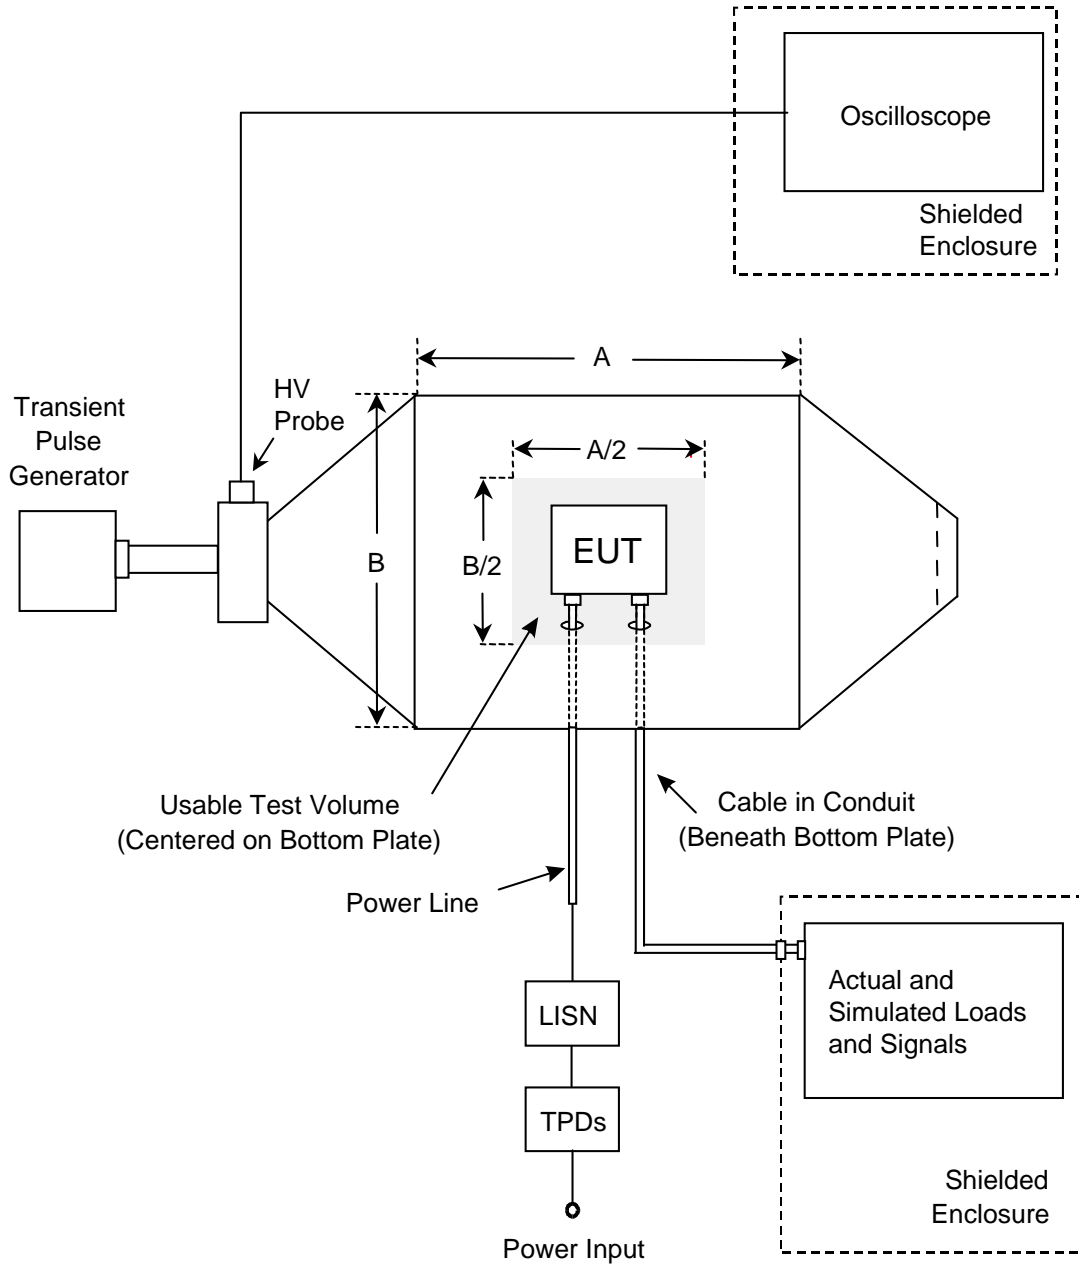 Oscilloscope
Shielded
Enclosure
A
HV
Probe
Transient
Pulse
Generator
A/2
B
B/2
EUT
Usable Test Volume
(Centered on Bottom Plate)
Cable in Conduit
(Beneath Bottom Plate)
Power Line
Actual and
Simulated Loads
and Signals
LISN
TPDs
Shielded
Enclosure
Power Input